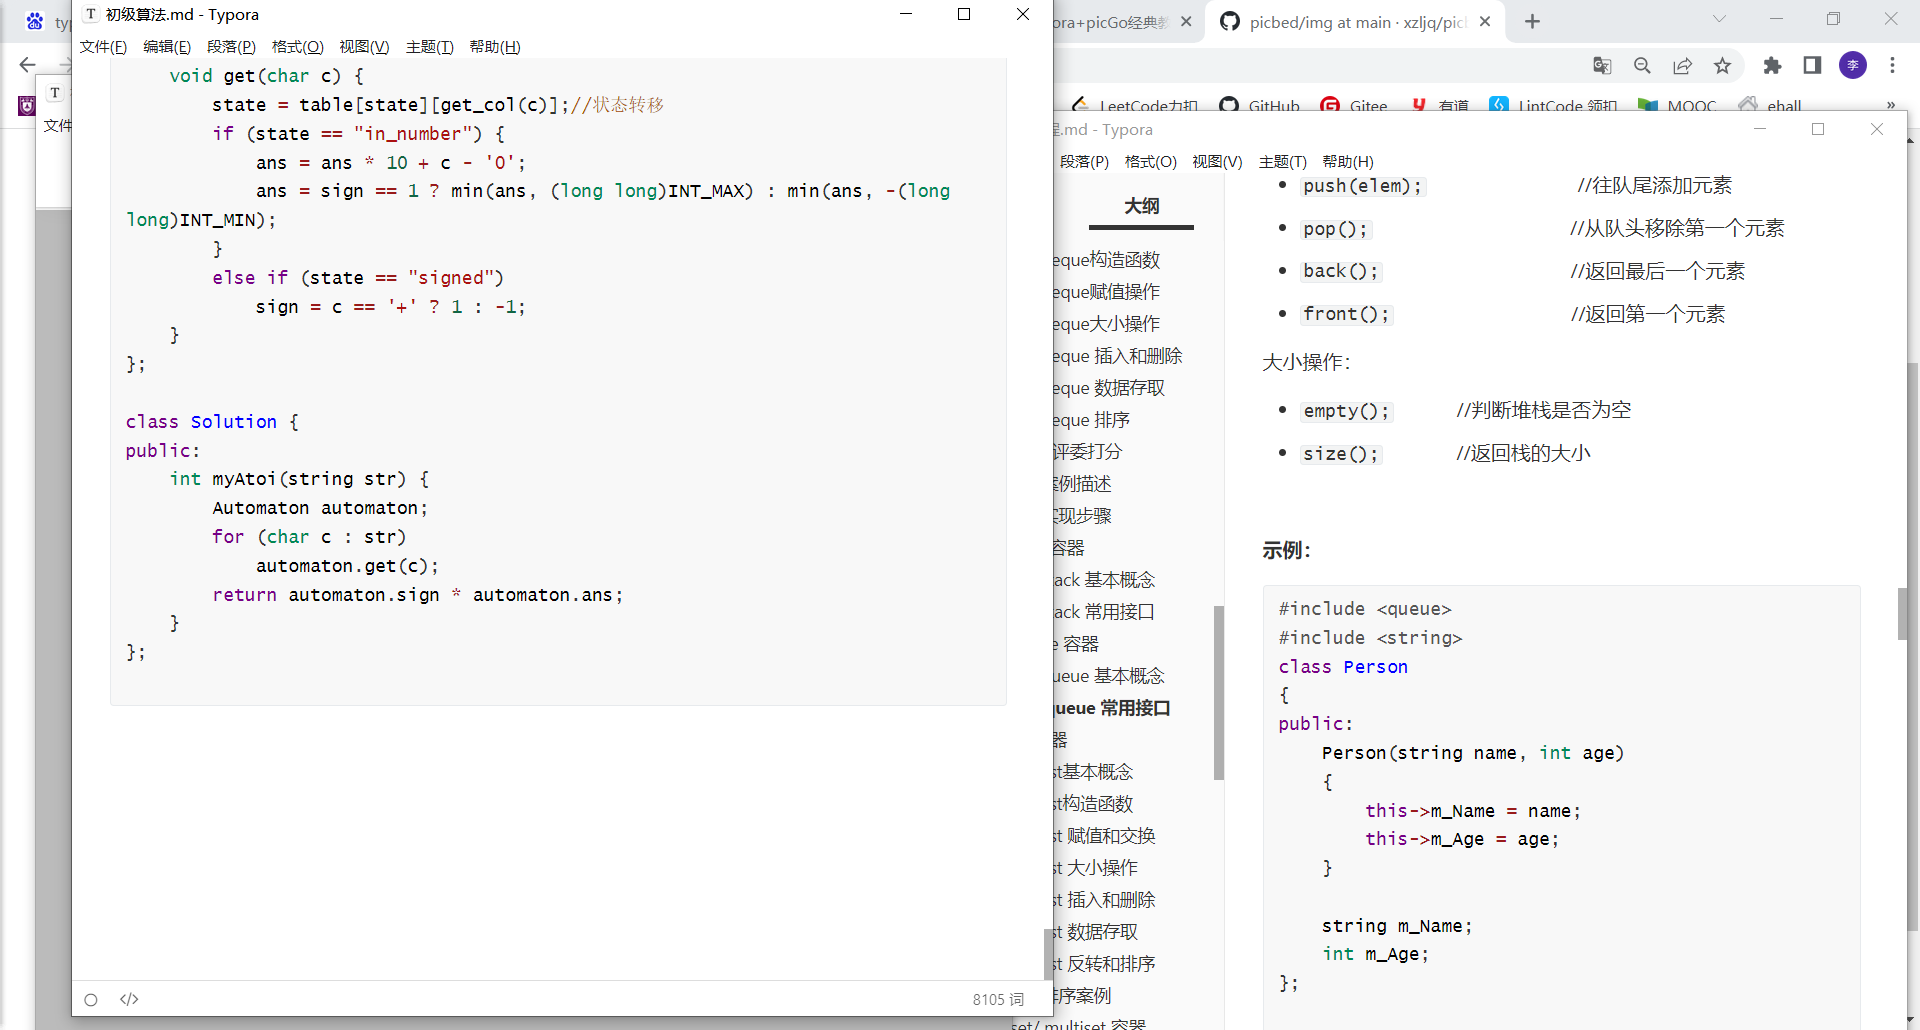 初级算法.md - Typora
文件(F) 编辑(E) 段落(P) 格式(O) 视图(V) 主题(T) 帮助(H)
void get(char c) {
state = table[state][get_col(c)];//状态转移
if (state == "in_number") {
ans = ans * 10 + c - '0';
ans = sign == 1 ? min(ans, (long long)INT_MAX) : min(ans, -(long
long)INT_MIN);
}
else if (state == "signed")
sign = c == '+' ? 1 : -1;
}
};
class Solution {
public:
int myAtoi(string str) {
Automaton automaton;
for (char c : str)
automaton.get(c);
return automaton.sign * automaton.ans;
}
};
8105 词
文件
ora+picGo经典教
picbed/img at main · xzljq/pic
李
LeetCode力扣 GitHub Gitee 有道 LintCode 领扣 MOOC ehall »
程.md - Typora
段落(P) 格式(O) 视图(V) 主题(T) 帮助(H)
大纲
eque构造函数
eque赋值操作
eque大小操作
eque 插入和删除
eque 数据存取
eque 排序
评委打分
案例描述
实现步骤
容器
ack 基本概念
ack 常用接口
e 容器
ueue 基本概念
queue 常用接口
器
st基本概念
st构造函数
st 赋值和交换
st 大小操作
st 插入和删除
st 数据存取
st 反转和排序
排序案例
set/ multiset 容器
push(elem); //往队尾添加元素
pop(); //从队头移除第一个元素
back(); //返回最后一个元素
front(); //返回第一个元素
大小操作：
empty(); //判断堆栈是否为空
size(); //返回栈的大小
示例：
#include <queue>
#include <string>
class Person
{
public:
Person(string name, int age)
{
this->m_Name = name;
this->m_Age = age;
}
string m_Name;
int m_Age;
};